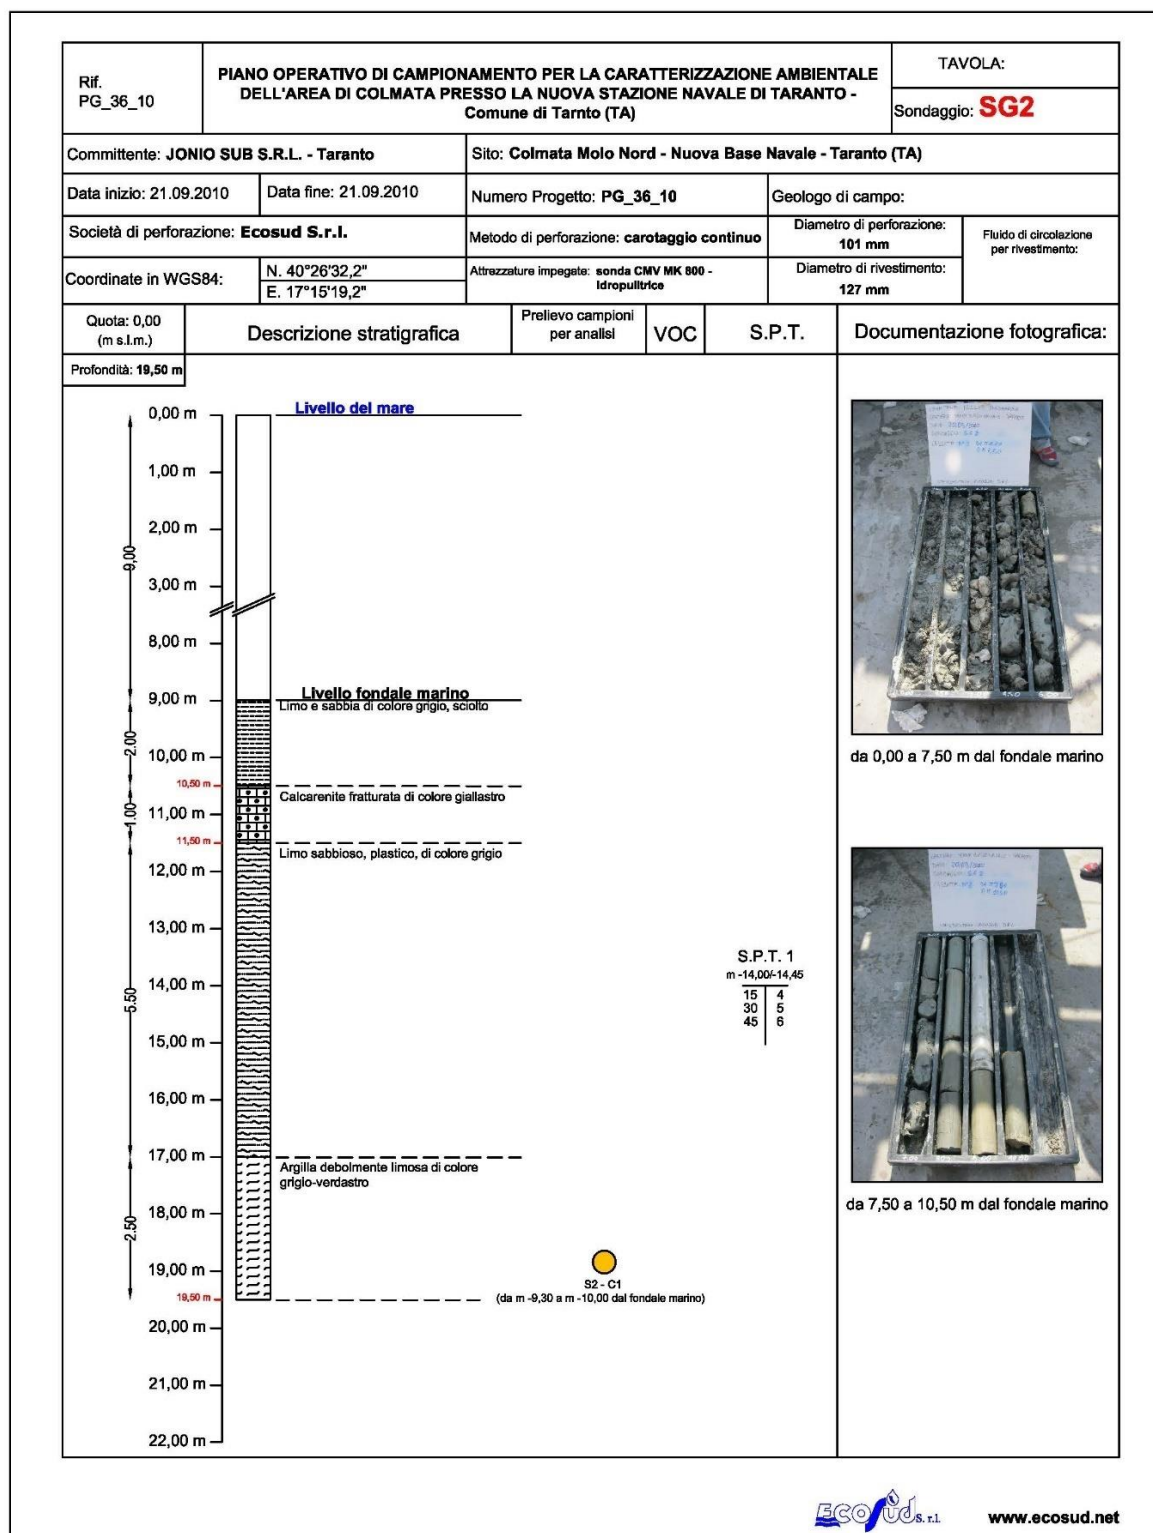 Rif.
PG_36_10
PIANO OPERATIVO DI CAMPIONAMENTO PER LA CARATTERIZZAZIONE AMBIENTALE
DELL'AREA DI COLMATA PRESSO LA NUOVA STAZIONE NAVALE DI TARANTO -
Comune di Tarnto (TA)
TAVOLA:
Sondaggio: SG2
Committente: JONIO SUB S.R.L. - Taranto
Sito: Colmata Molo Nord - Nuova Base Navale - Taranto (TA)
Data inizio: 21.09.2010
Data fine: 21.09.2010
Numero Progetto: PG_36_10
Geologo di campo:
Società di perforazione: Ecosud S.r.l.
Metodo di perforazione: carotaggio continuo
Diametro di perforazione:
101 mm
Fluido di circolazione
per rivestimento:
Coordinate in WGS84:
N. 40°26'32,2"
E. 17°15'19,2"
Attrezzature impegate: sonda CMV MK 800 -
idropulitrice
Diametro di rivestimento:
127 mm
Quota: 0,00
(m s.l.m.)
Descrizione stratigrafica
Prelievo campioni
per analisi
VOC
S.P.T.
Documentazione fotografica:
Profondità: 19,50 m
0,00 m
Livello del mare
1,00 m
2,00 m
9,00
3,00 m
8,00 m
9,00 m
Livello fondale marino
Limo e sabbia di colore grigio, sciolto
2.00
10,00 m
da 0,00 a 7,50 m dal fondale marino
10,50 m
Calcarenite fratturata di colore giallastro
1.00
11,00 m
11,50 m
Limo sabbioso, plastico, di colore grigio
12,00 m
13,00 m
S.P.T. 1
m -14,00/-14,45
14,00 m
15 4
30 5
45 6
5.50
15,00 m
16,00 m
17,00 m
Argilla debolmente limosa di colore
grigio-verdastro
18,00 m
da 7,50 a 10,50 m dal fondale marino
2.50
19,00 m
S2 - C1
19,50 m
(da m -9,30 a m -10,00 dal fondale marino)
20,00 m
21,00 m
22,00 m
ECOSUD S. r.l.
www.ecosud.net